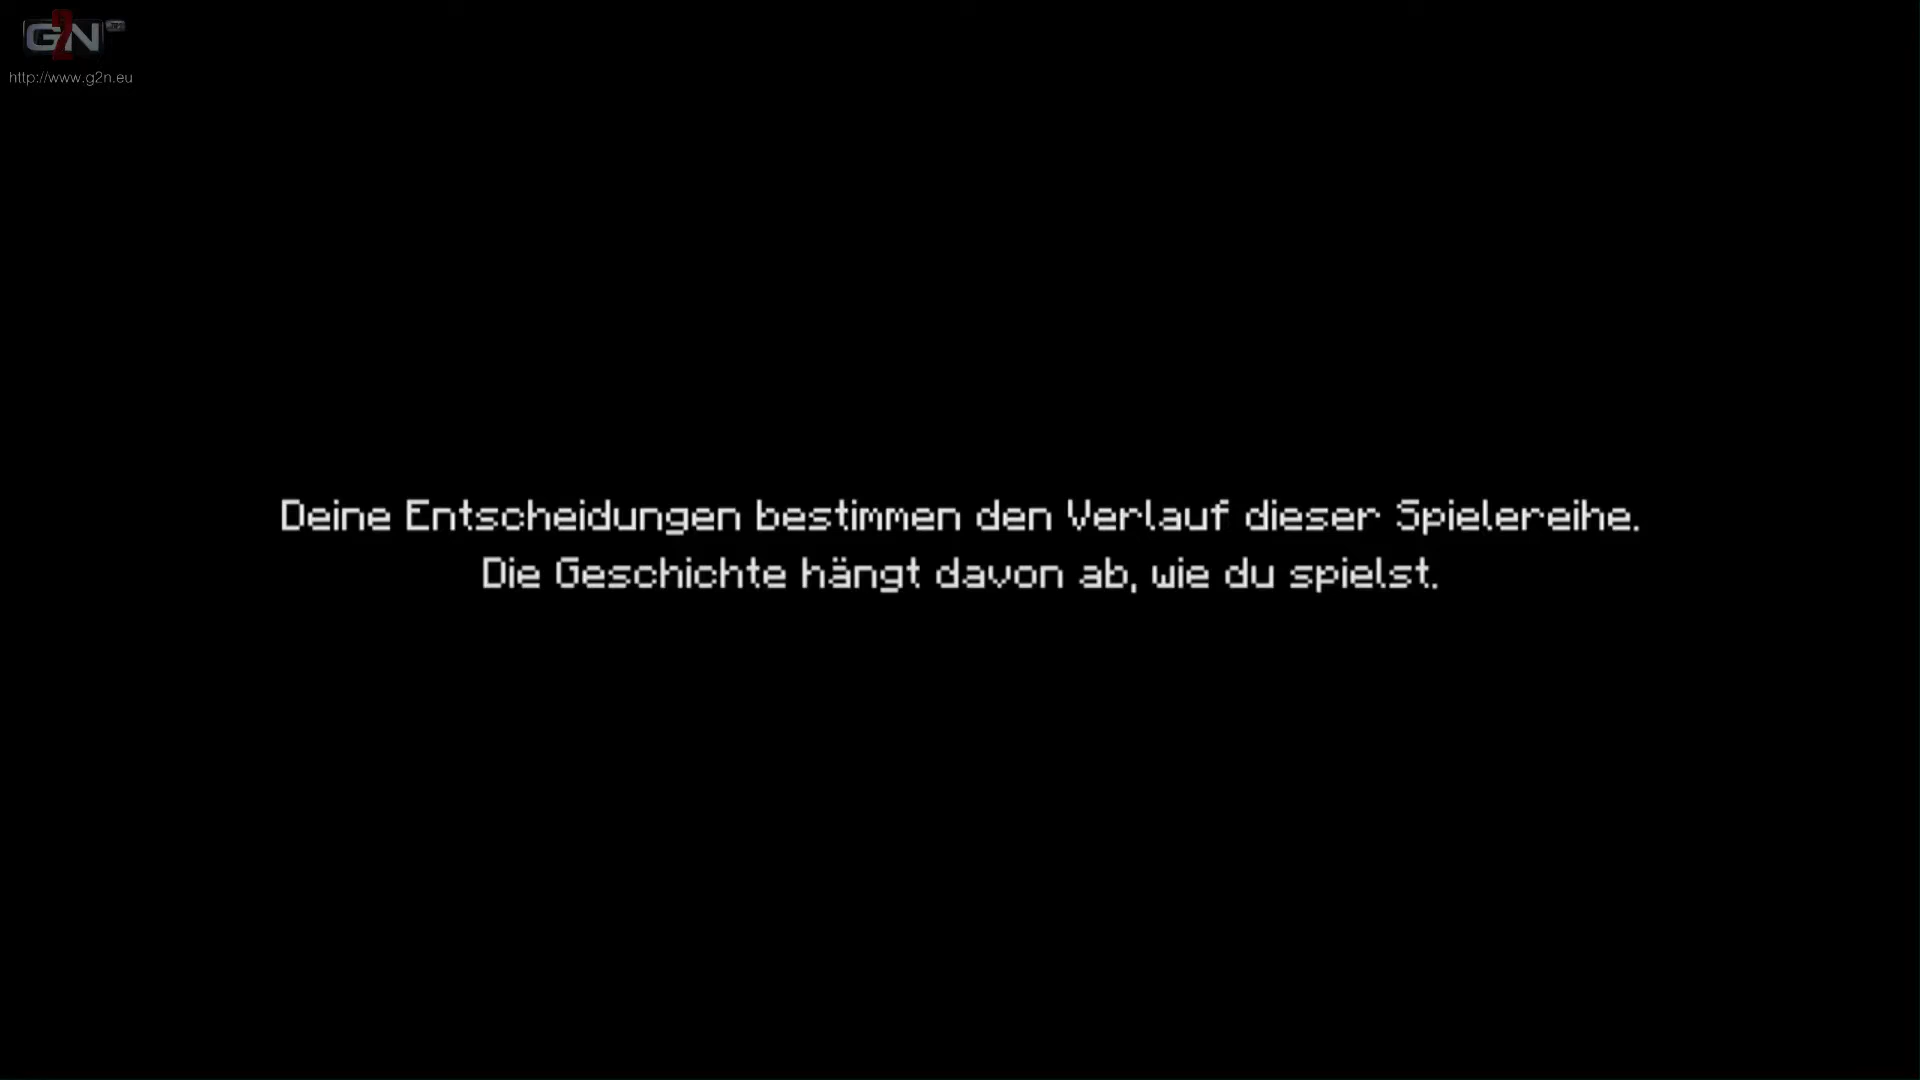 G2N
http://www.g2n.eu
Deine Entscheidungen bestimmen den Verlauf dieser Spielereihe.
Die Geschichte hängt davon ab, wie du spielst.